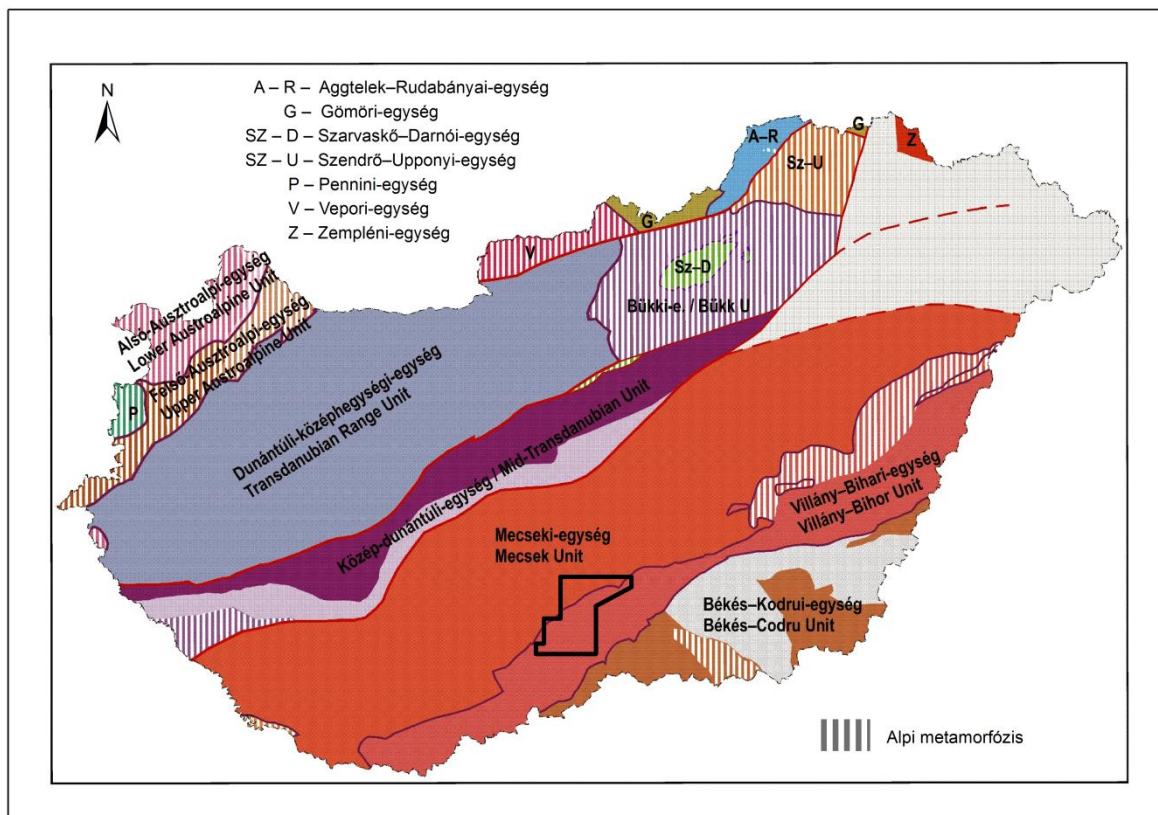 N
A – R – Aggtelek–Rudabányai-egység
G – Gömöri-egység
SZ – D – Szarvaskő–Darnói-egység
SZ – U – Szendrő–Upponyi-egység
P – Pennini-egység
V – Vepori-egység
Z – Zempléni-egység
A–R
G
Z
Sz–U
G
V
Sz–D
Bükki-e. / Bükk U
Alsó-Ausztroalpi-egység
Lower Austroalpine Unit
Felső-Ausztroalpi-egység
Upper Austroalpine Unit
P
Dunántúli-középhegységi-egység
Transdanubian Range Unit
Közép-dunántúli-egység / Mid-Transdanubian Unit
Villány–Bihari-egység
Villány–Bihor Unit
Mecseki-egység
Mecsek Unit
Békés–Kodrui-egység
Békés–Codru Unit
Alpi metamorfózis